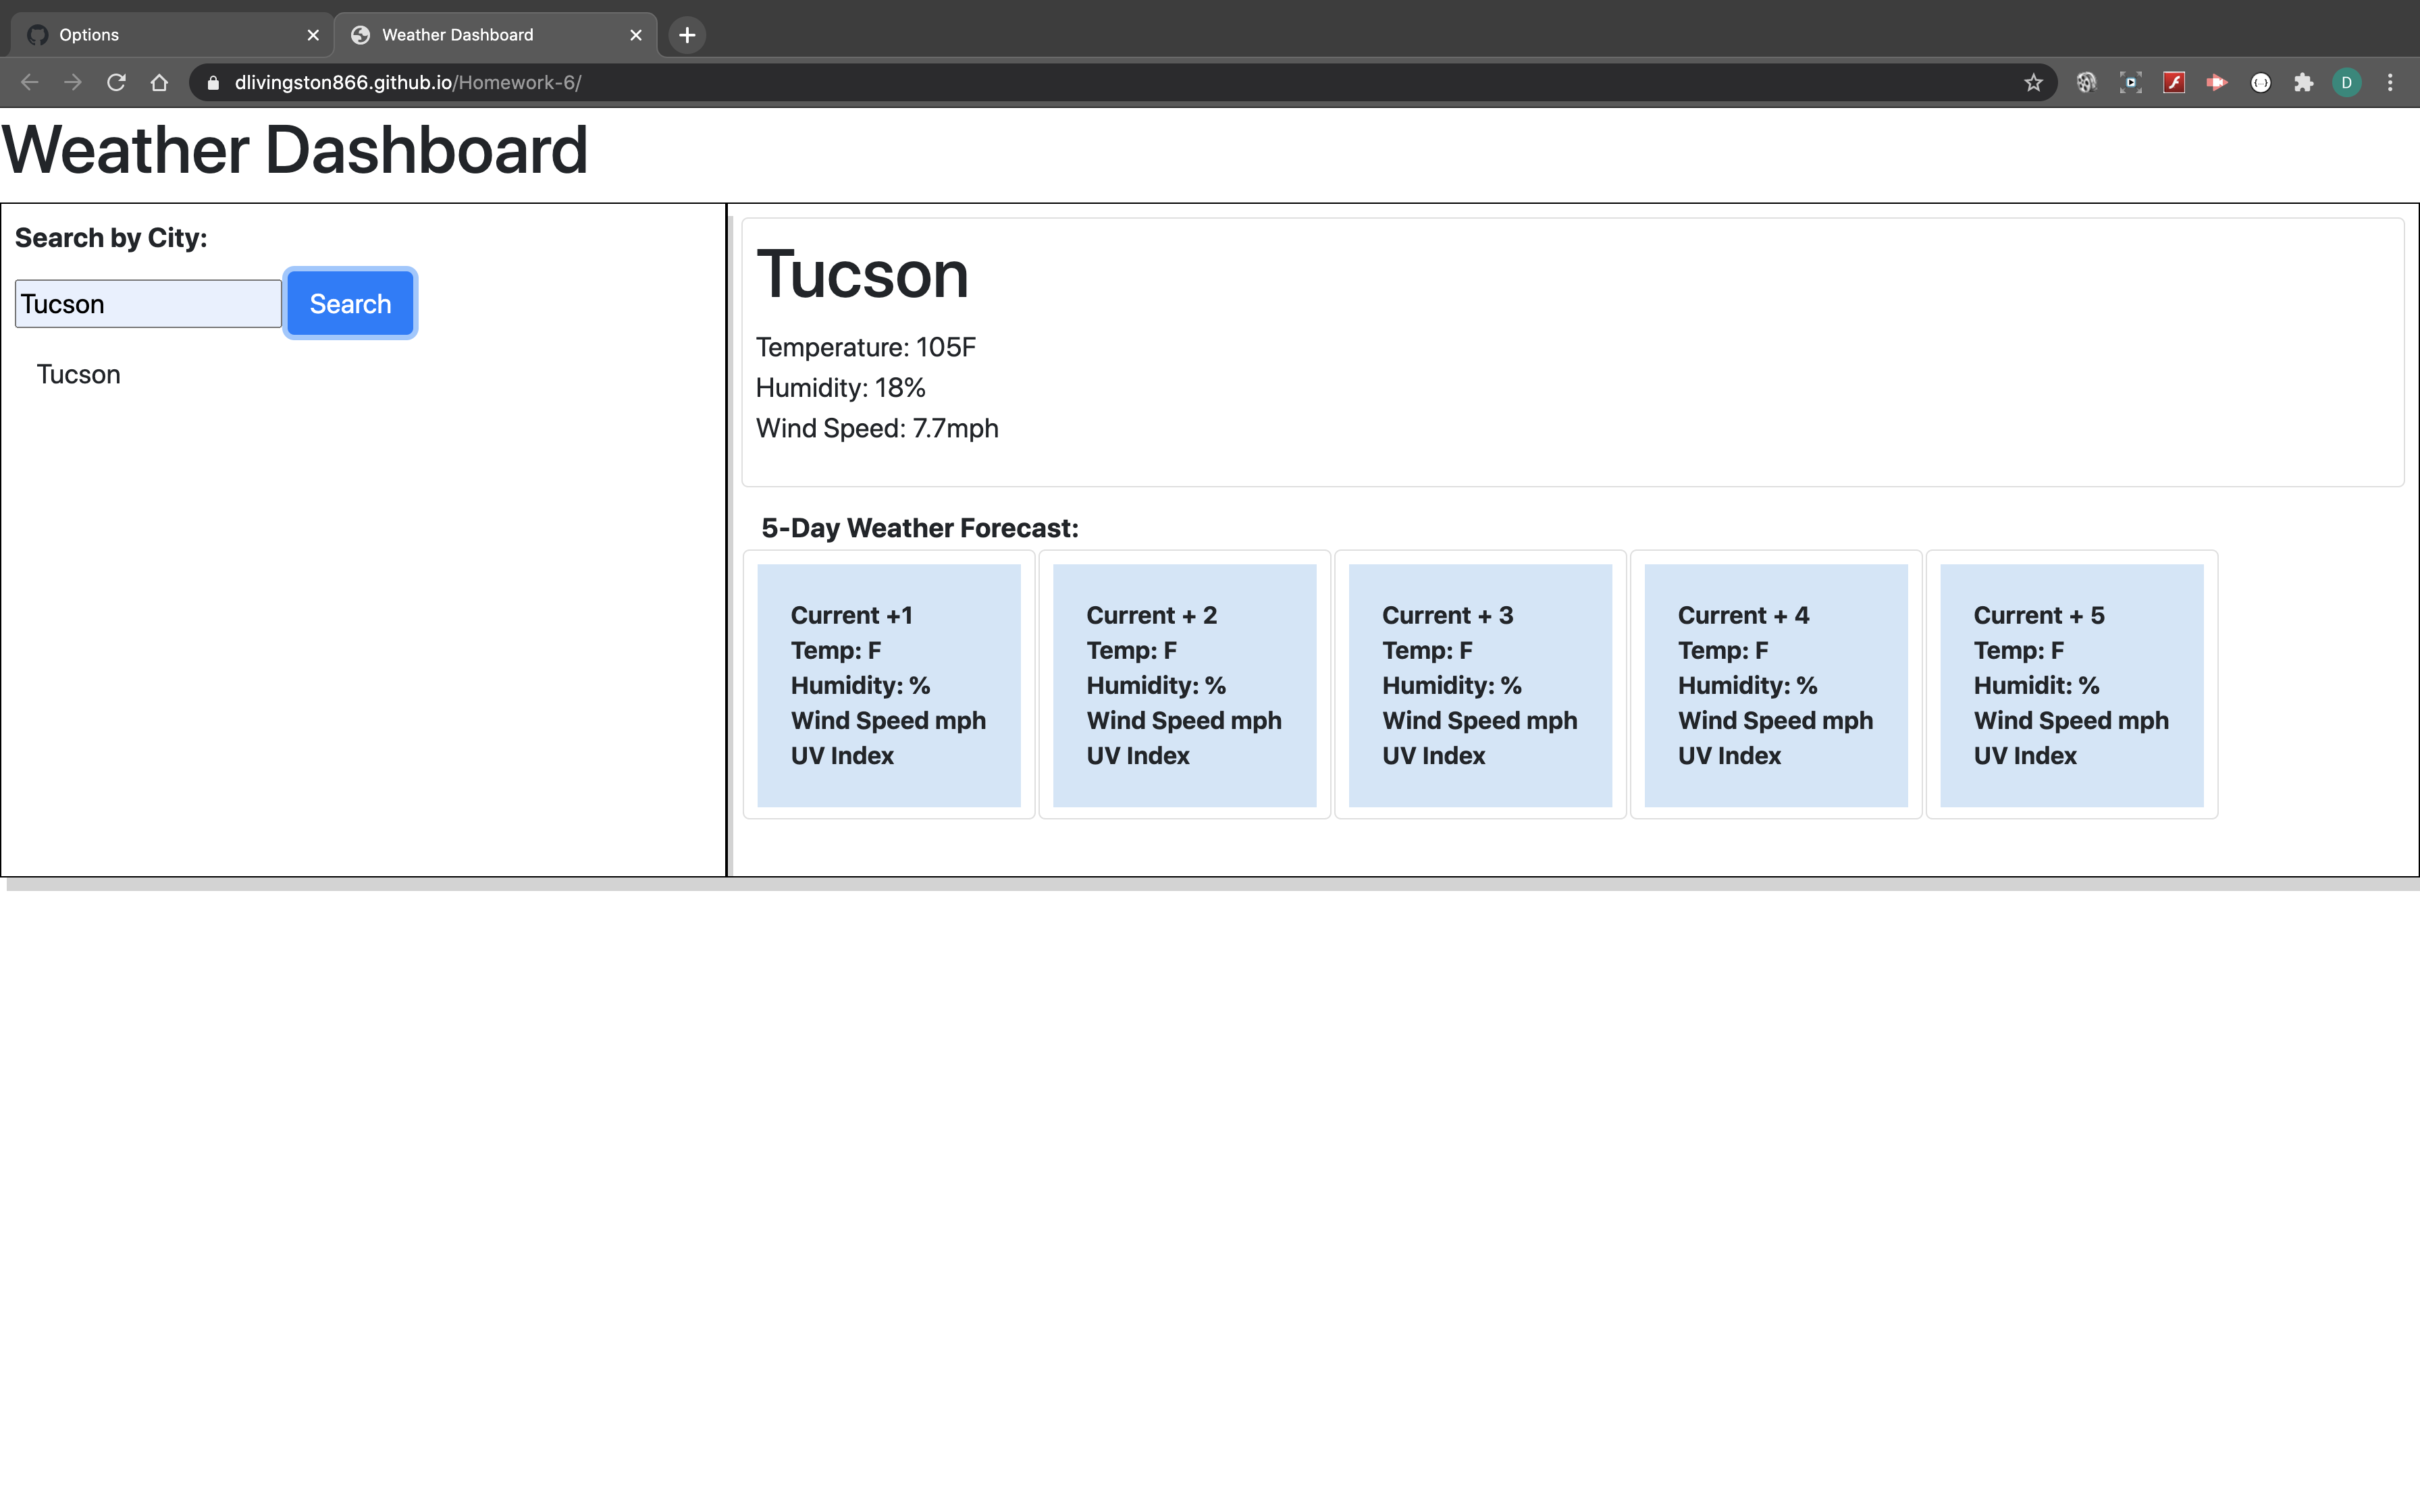 Options
Weather Dashboard
dlivingston866.github.io/Homework-6/
D
Weather Dashboard
Search by City:
Tucson
Search
Tucson
Tucson
Temperature: 105F
Humidity: 18%
Wind Speed: 7.7mph
5-Day Weather Forecast:
Current +1
Temp: F
Humidity: %
Wind Speed mph
UV Index
Current + 2
Temp: F
Humidity: %
Wind Speed mph
UV Index
Current + 3
Temp: F
Humidity: %
Wind Speed mph
UV Index
Current + 4
Temp: F
Humidity: %
Wind Speed mph
UV Index
Current + 5
Temp: F
Humidit: %
Wind Speed mph
UV Index